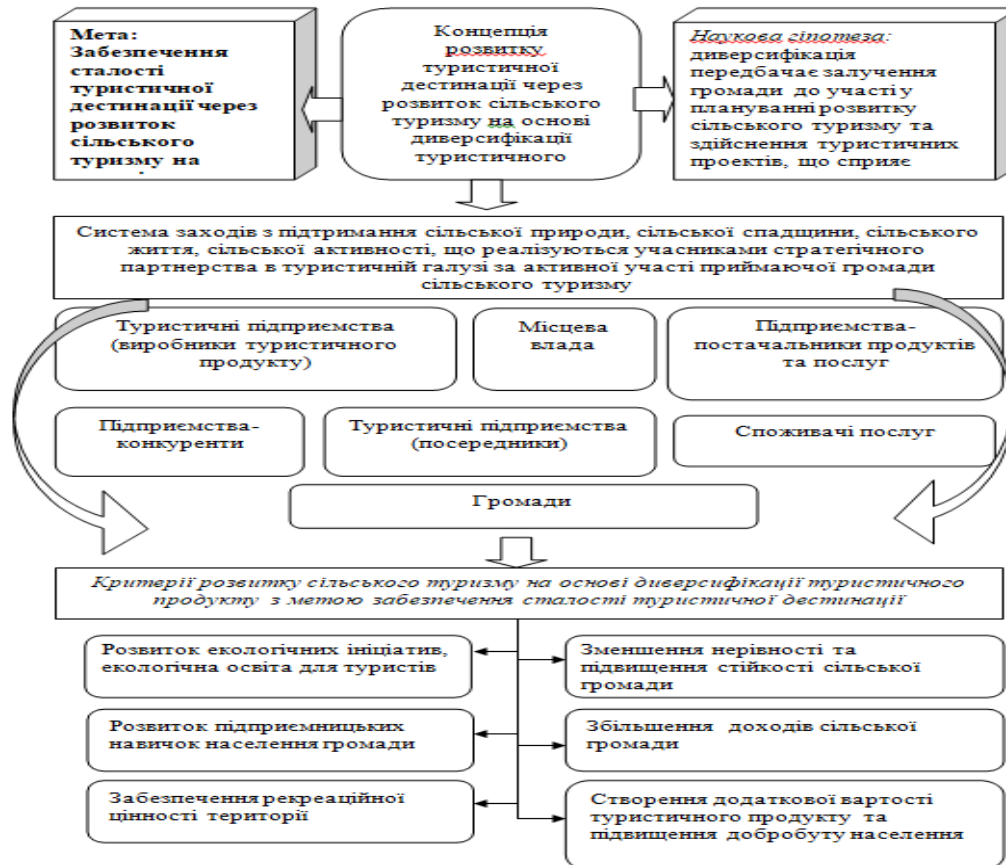 Мета:
Забезпечення
сталості
туристичної
дестинації через
розвиток
сільського
туризму на
Концепція
розвитку
туристичної
дестинації через
розвиток сільського
туризму на основі
диверсифікації
туристичного
Наукова гіпотеза:
диверсифікація
передбачає залучення
громади до участі у
плануванні розвитку
сільського туризму та
здійснення туристичних
проектів, що сприяє
Система заходів з підтримання сільської природи, сільської спадщини, сільського
життя, сільської активності, що реалізуються учасниками стратегічного
партнерства в туристичній галузі за активної участі приймаючої громади
сільського туризму
Туристичні підприємства
(виробники туристичного
продукту)
Місцева
влада
Підприємства-
постачальники продуктів
та послуг
Підприємства-
конкуренти
Туристичні підприємства
(посередники)
Споживачі послуг
Громади
Критерії розвитку сільського туризму на основі диверсифікації туристичного
продукту з метою забезпечення сталості туристичної дестинації
Розвиток екологічних ініціатив,
екологічна освіта для туристів
Зменшення нерівності та
підвищення стійкості сільської
громади
Розвиток підприємницьких
навичок населення громади
Збільшення доходів сільської
громади
Забезпечення рекреаційної
цінності території
Створення додаткової вартості
туристичного продукту та
підвищення добробуту населення